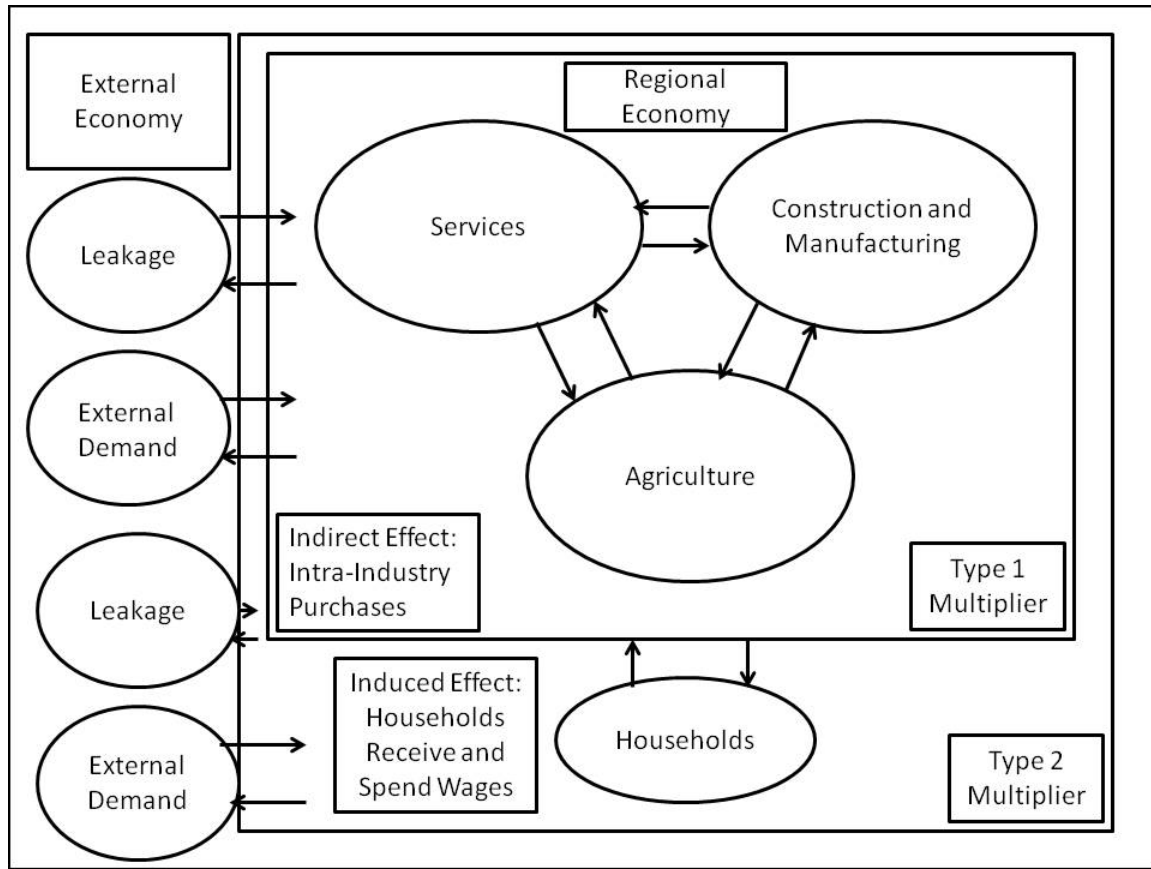 External
Economy
Regional
Economy
Leakage
Services
Construction and
Manufacturing
External
Demand
Agriculture
Indirect Effect:
Intra-Industry
Purchases
Type 1
Multiplier
Leakage
Induced Effect:
Households
Receive and
Spend Wages
Households
External
Demand
Type 2
Multiplier